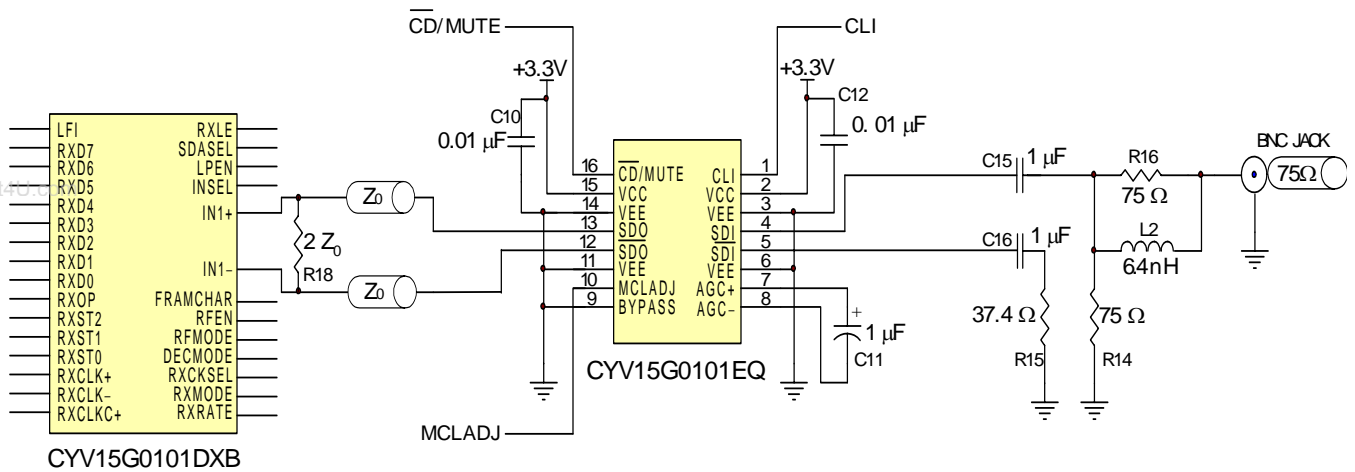 C̅D̅/MUTE
CLI
+3.3V
+3.3V
C10
0.01 µF
C12
0. 01 µF
LFI
RXD7
RXD6
RXD5
RXD4
RXD3
RXD2
RXD1
RXD0
RXOP
RXST2
RXST1
RXST0
RXCLK+
RXCLK-
RXCLKC+
RXLE
SDASEL
LPEN
INSEL
IN1+
IN1-
FRAMCHAR
RFEN
RFMODE
DECMODE
RXCKSEL
RXMODE
RXRATE
CYV15G0101DXB
Z0
2 Z0
R18
Z0
16 C̅D̅/MUTE
15 VCC
14 VEE
13 SDO
12 S̅D̅O̅
11 VEE
10 MCLADJ
9 BYPASS
CLI 1
VCC 2
VEE 3
SDI 4
S̅D̅I̅ 5
VEE 6
AGC+ 7
AGC- 8
CYV15G0101EQ
MCLADJ
+
1 µF
C11
C15
1 µF
C16
1 µF
R16
75 Ω
L2
6.4nH
37.4 Ω
R15
75 Ω
R14
BNC JACK
75Ω